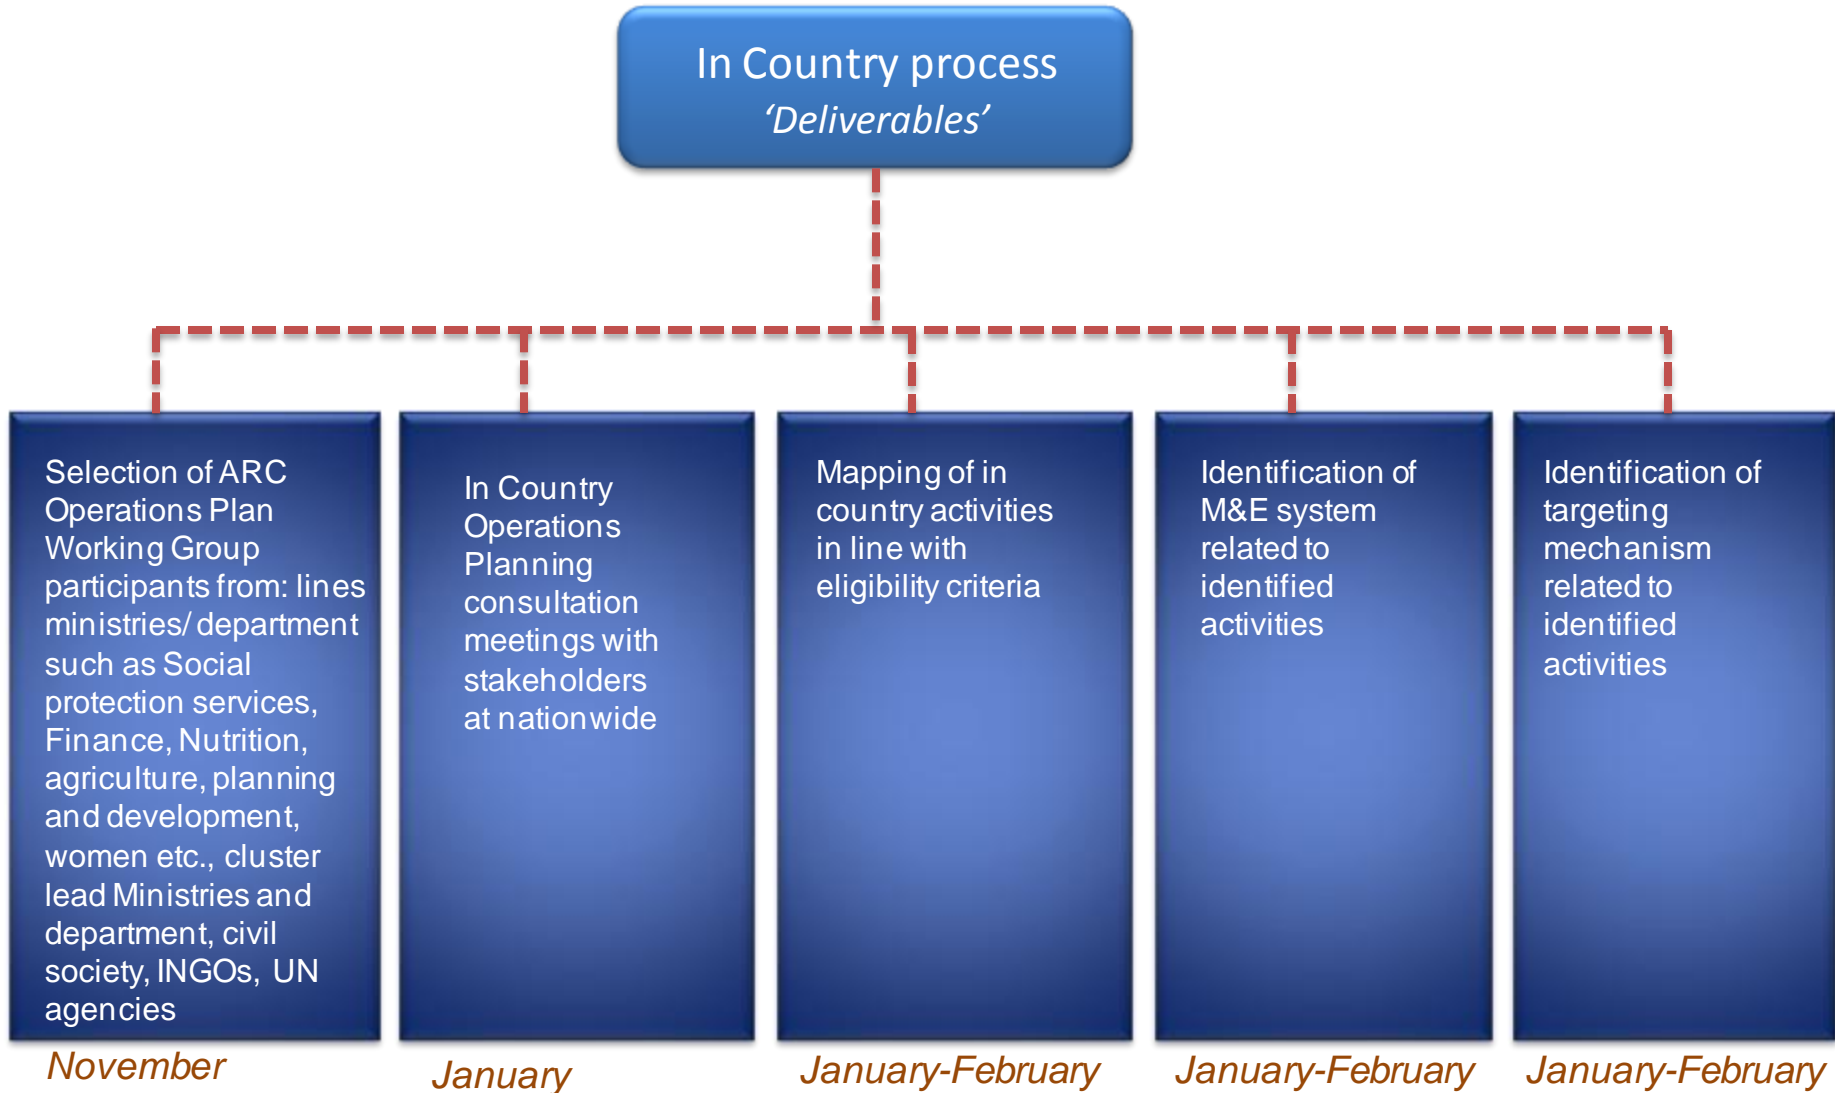 In Country process
‘Deliverables’
Selection of ARC
Operations Plan
Working Group
participants from: lines
ministries/ department
such as Social
protection services,
Finance, Nutrition,
agriculture, planning
and development,
women etc., cluster
lead Ministries and
department, civil
society, INGOs, UN
agencies
November
In Country
Operations
Planning
consultation
meetings with
stakeholders
at nationwide
January
Mapping of in
country activities
in line with
eligibility criteria
January-February
Identification of
M&E system
related to
identified
activities
January-February
Identification of
targeting
mechanism
related to
identified
activities
January-February